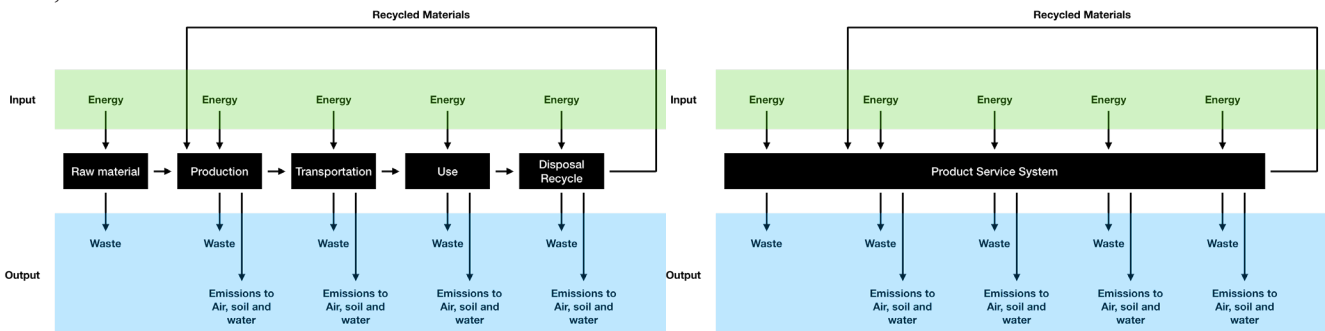 Recycled Materials
Recycled Materials
Input
Energy
Energy
Energy
Energy
Energy
Input
Energy
Energy
Energy
Energy
Energy
Raw material
Production
Transportation
Use
Disposal
Recycle
Product Service System
Waste
Waste
Waste
Waste
Waste
Waste
Waste
Waste
Waste
Waste
Output
Output
Emissions to
Air, soil and
water
Emissions to
Air, soil and
water
Emissions to
Air, soil and
water
Emissions to
Air, soil and
water
Emissions to
Air, soil and
water
Emissions to
Air, soil and
water
Emissions to
Air, soil and
water
Emissions to
Air, soil and
water